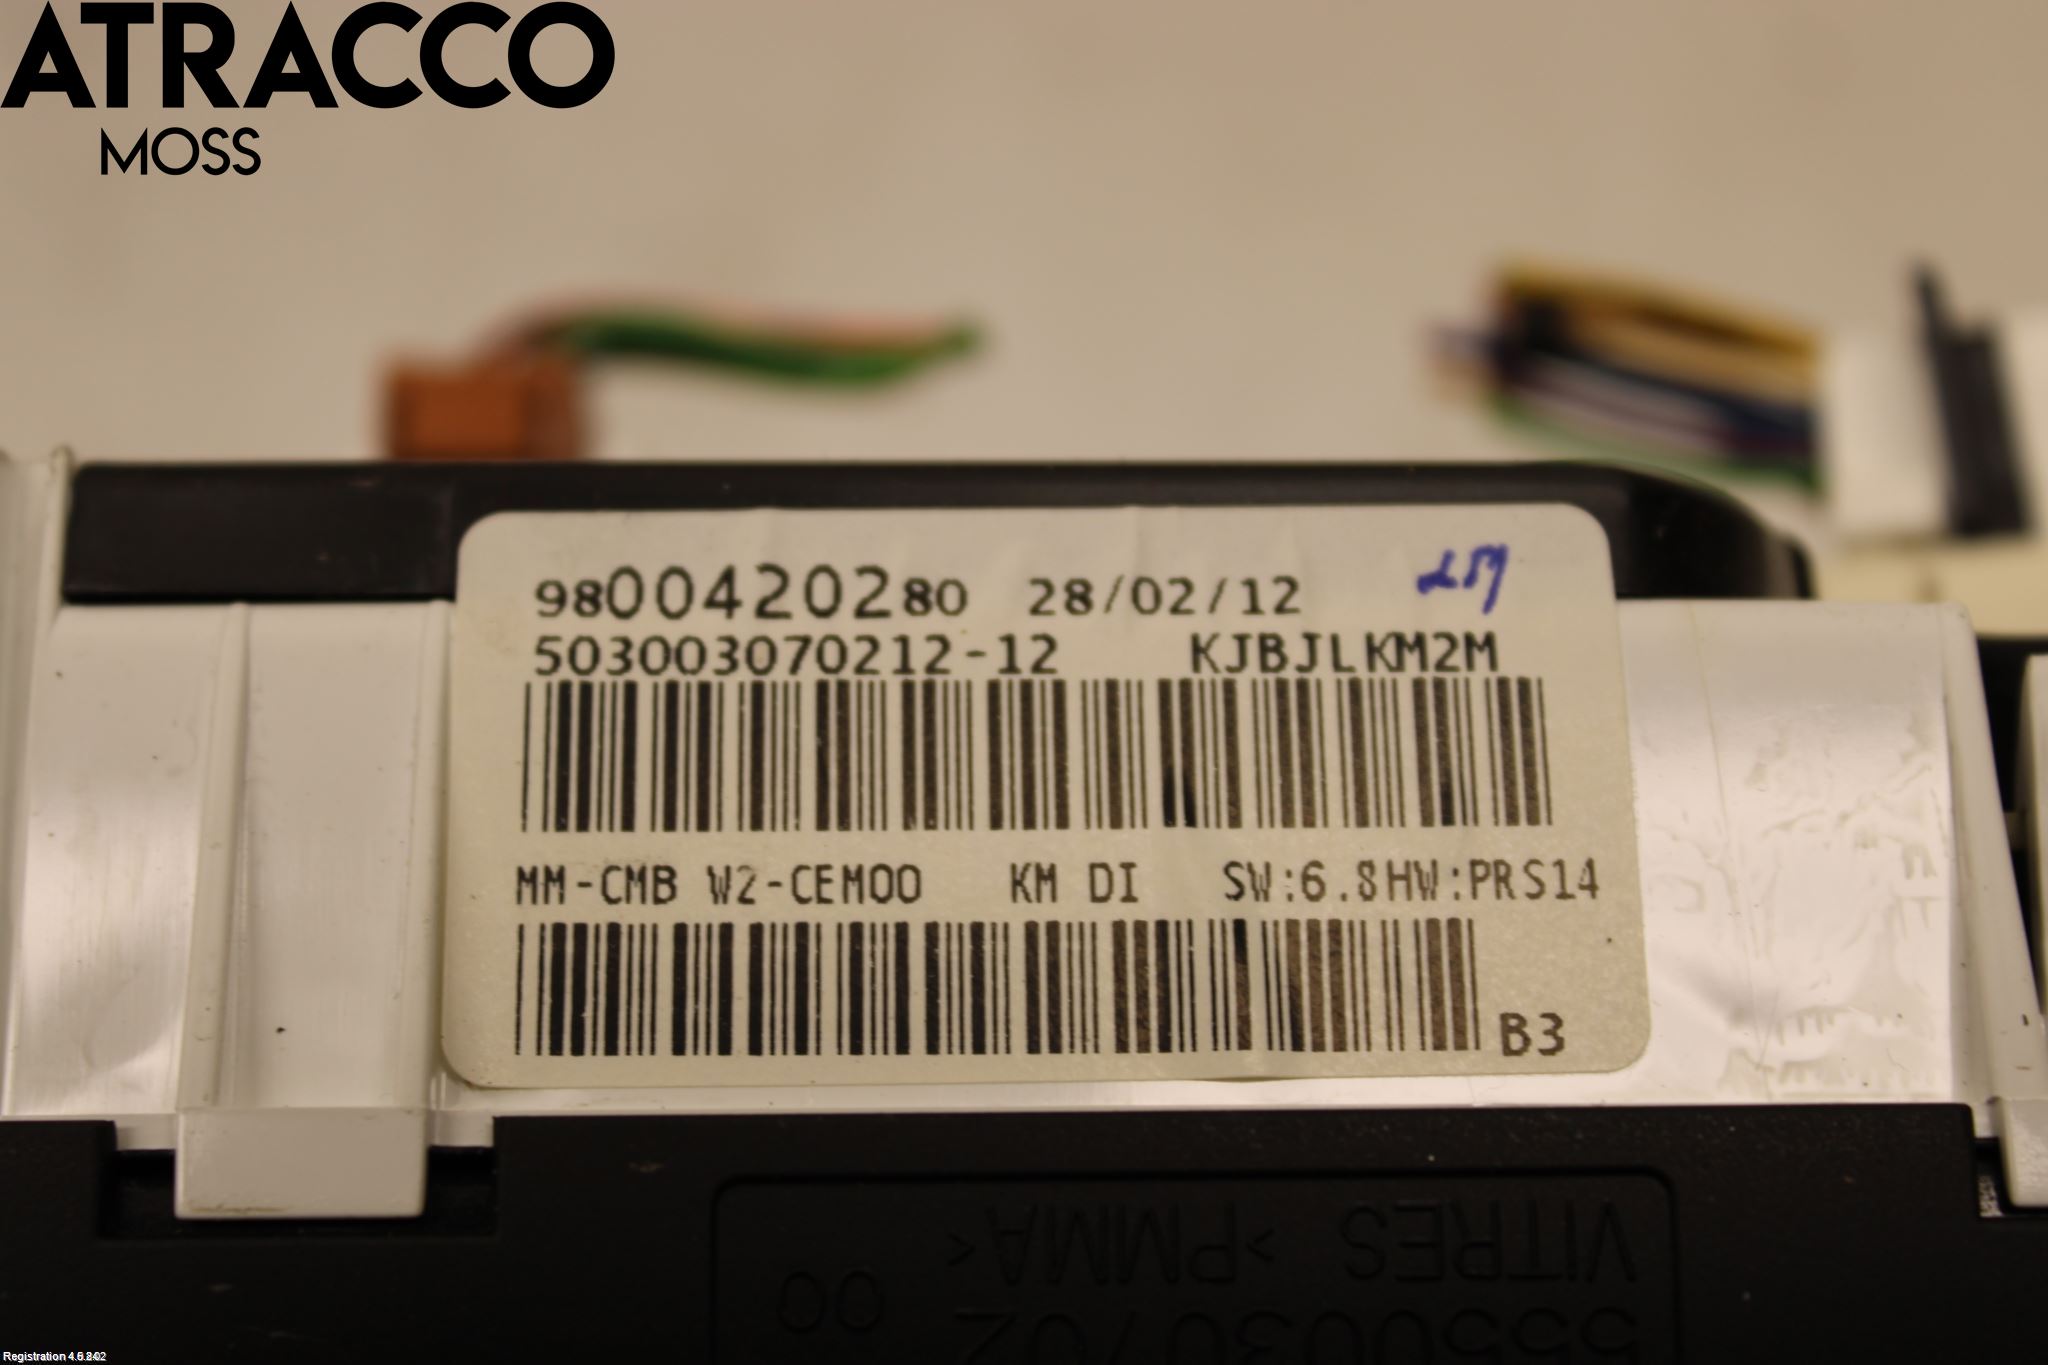 ATRACCO
MOSS
9800420280 28/02/12
503003070212-12 KJBJLKM2M
MM-CMB W2-CEM00 KM DI SW:6.8HW:PRS14
B3
VITRES >PMMA<
00